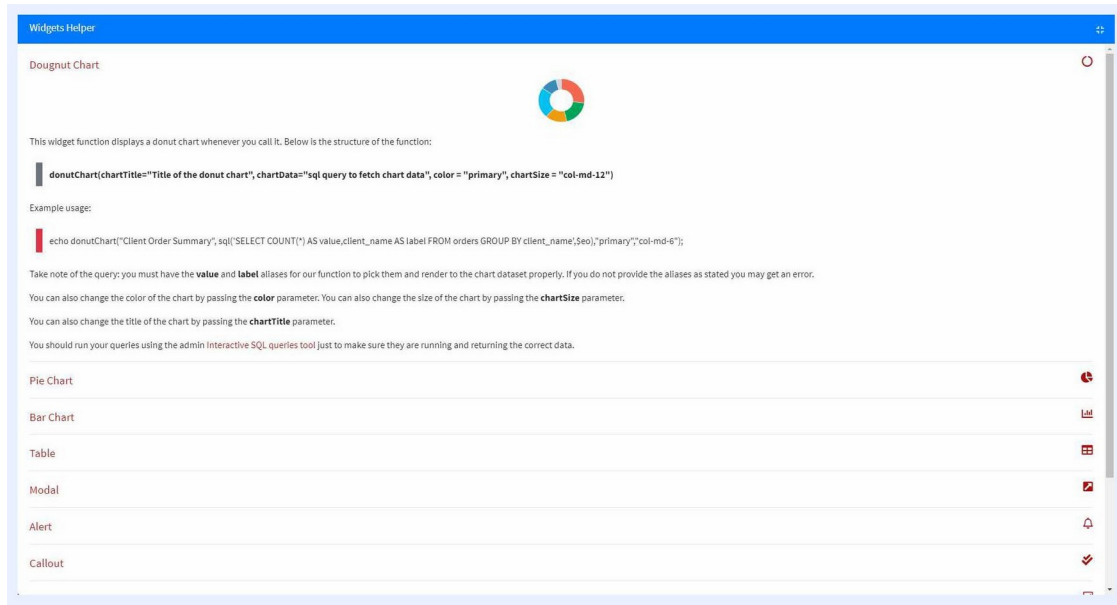 Widgets Helper
Dougnut Chart
This widget function displays a donut chart whenever you call it. Below is the structure of the function:
donutChart(chartTitle="Title of the donut chart", chartData="sql query to fetch chart data", color = "primary", chartSize = "col-md-12")
Example usage:
echo donutChart("Client Order Summary", sql('SELECT COUNT(*) AS value,client_name AS label FROM orders GROUP BY client_name',$eo),"primary","col-md-6");
Take note of the query: you must have the value and label aliases for our function to pick them and render to the chart dataset properly. If you do not provide the aliases as stated you may get an error.
You can also change the color of the chart by passing the color parameter. You can also change the size of the chart by passing the chartSize parameter.
You can also change the title of the chart by passing the chartTitle parameter.
You should run your queries using the admin Interactive SQL queries tool just to make sure they are running and returning the correct data.
Pie Chart
Bar Chart
Table
Modal
Alert
Callout